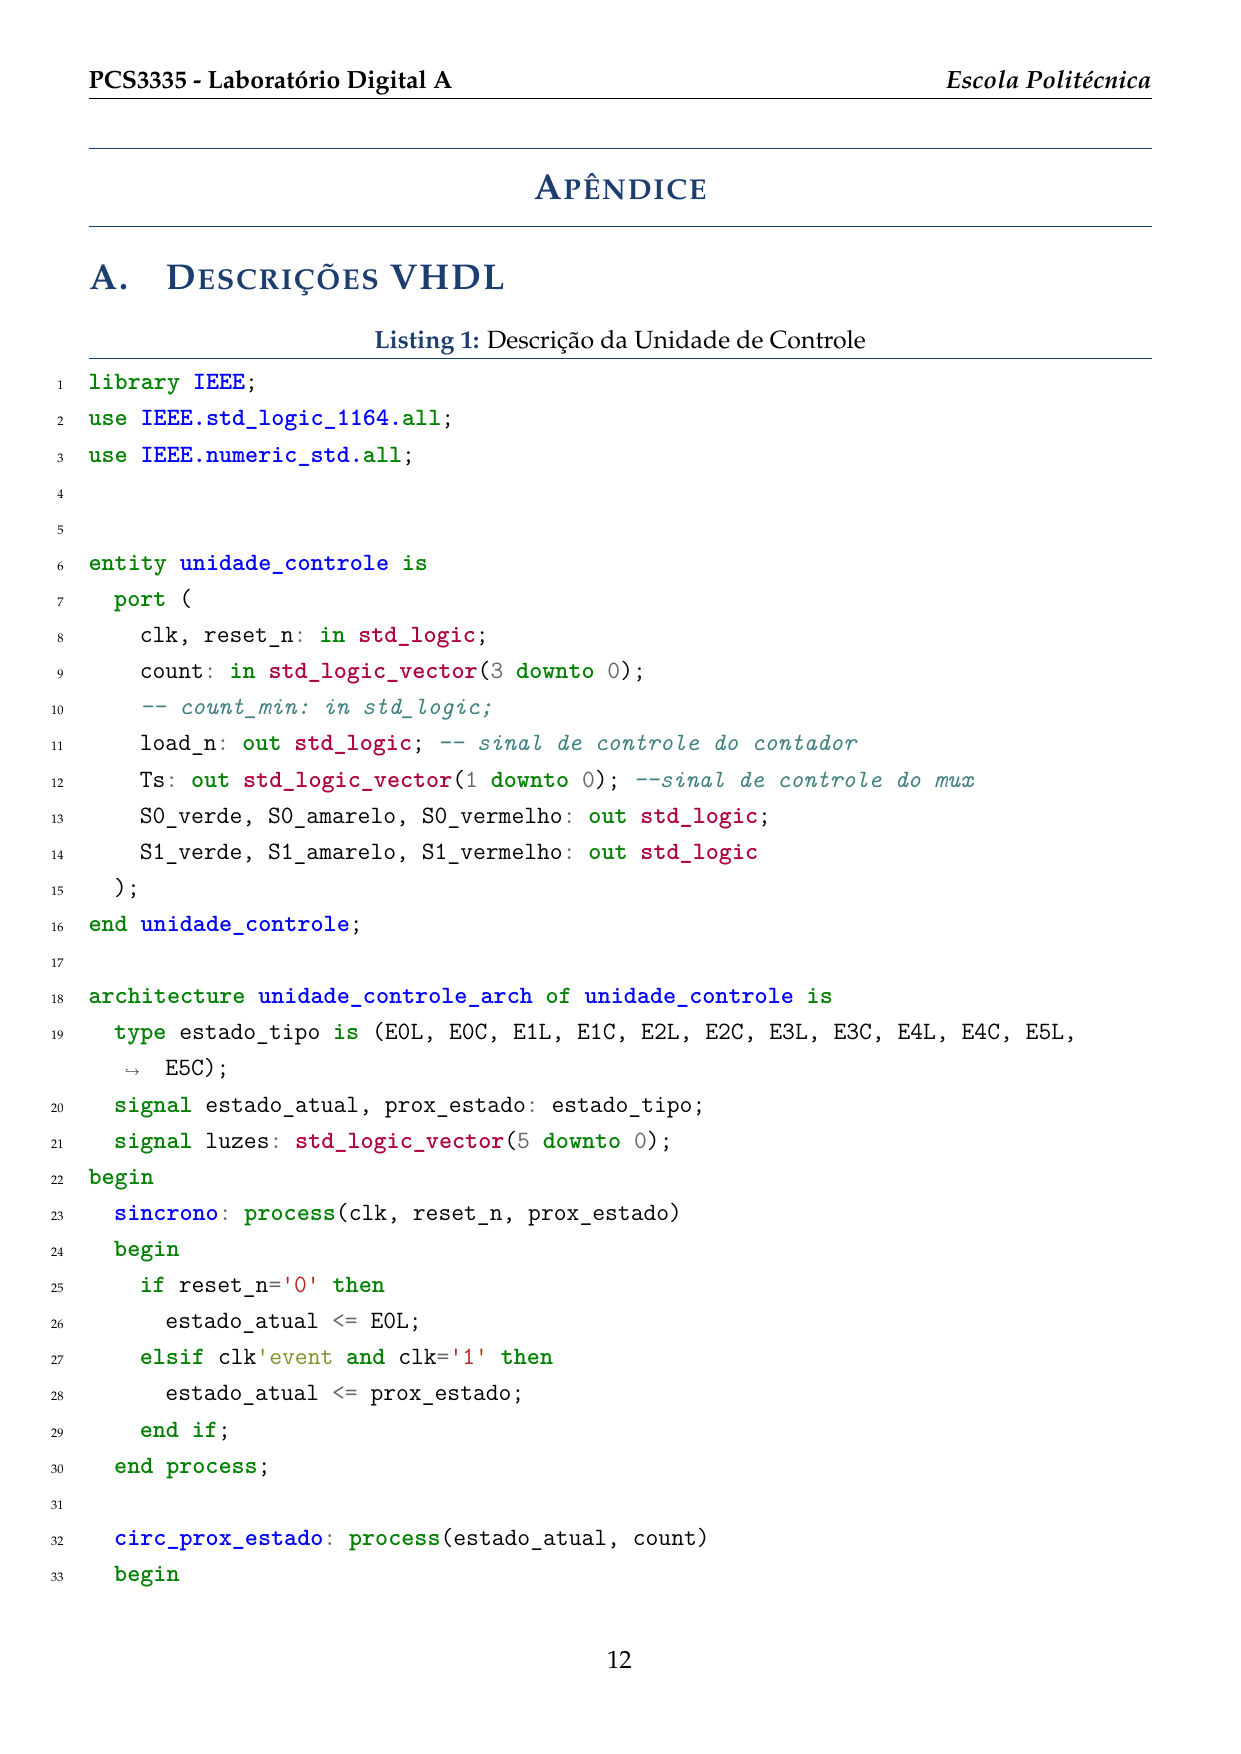 PCS3335 - Laboratório Digital A Escola Politécnica
APÊNDICE
A. DESCRIÇÕES VHDL
Listing 1: Descrição da Unidade de Controle
1 library IEEE;
2 use IEEE.std_logic_1164.all;
3 use IEEE.numeric_std.all;
4
5
6 entity unidade_controle is
7   port (
8     clk, reset_n: in std_logic;
9     count: in std_logic_vector(3 downto 0);
10     -- count_min: in std_logic;
11     load_n: out std_logic; -- sinal de controle do contador
12     Ts: out std_logic_vector(1 downto 0); --sinal de controle do mux
13     S0_verde, S0_amarelo, S0_vermelho: out std_logic;
14     S1_verde, S1_amarelo, S1_vermelho: out std_logic
15   );
16 end unidade_controle;
17
18 architecture unidade_controle_arch of unidade_controle is
19   type estado_tipo is (E0L, E0C, E1L, E1C, E2L, E2C, E3L, E3C, E4L, E4C, E5L,
↪ E5C);
20   signal estado_atual, prox_estado: estado_tipo;
21   signal luzes: std_logic_vector(5 downto 0);
22 begin
23   sincrono: process(clk, reset_n, prox_estado)
24   begin
25     if reset_n='0' then
26       estado_atual <= E0L;
27     elsif clk'event and clk='1' then
28       estado_atual <= prox_estado;
29     end if;
30   end process;
31
32   circ_prox_estado: process(estado_atual, count)
33   begin
12